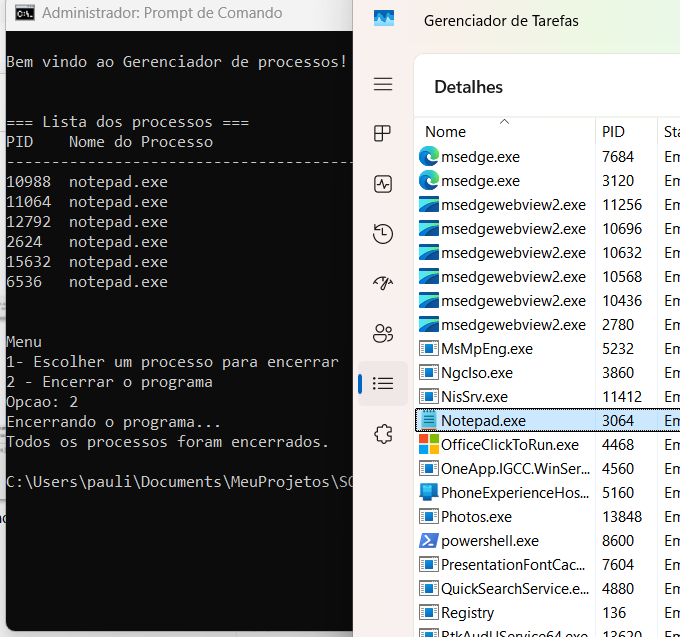 Administrador: Prompt de Comando
Bem vindo ao Gerenciador de processos!
=== Lista dos processos ===
PID Nome do Processo
------------------------------------
10988 notepad.exe
11064 notepad.exe
12792 notepad.exe
2624 notepad.exe
15632 notepad.exe
6536 notepad.exe
Menu
1- Escolher um processo para encerrar
2 - Encerrar o programa
Opcao: 2
Encerrando o programa...
Todos os processos foram encerrados.
C:\Users\pauli\Documents\MeuProjetos\SO
Gerenciador de Tarefas
Detalhes
Nome PID Sta
msedge.exe 7684 Em
msedge.exe 3120 Em
msedgewebview2.exe 11256 Em
msedgewebview2.exe 10696 Em
msedgewebview2.exe 10632 Em
msedgewebview2.exe 10568 Em
msedgewebview2.exe 10436 Em
msedgewebview2.exe 2780 Em
MsMpEng.exe 5232 Em
NgcIso.exe 3860 Em
NisSrv.exe 11412 Em
Notepad.exe 3064 Em
OfficeClickToRun.exe 4468 Em
OneApp.IGCC.WinSer... 4560 Em
PhoneExperienceHos... 5160 Em
Photos.exe 13848 Em
powershell.exe 8600 Em
PresentationFontCac... 7604 Em
QuickSearchService.e... 4880 Em
Registry 136 Em
RtkAudUService64.exe 13620 Em